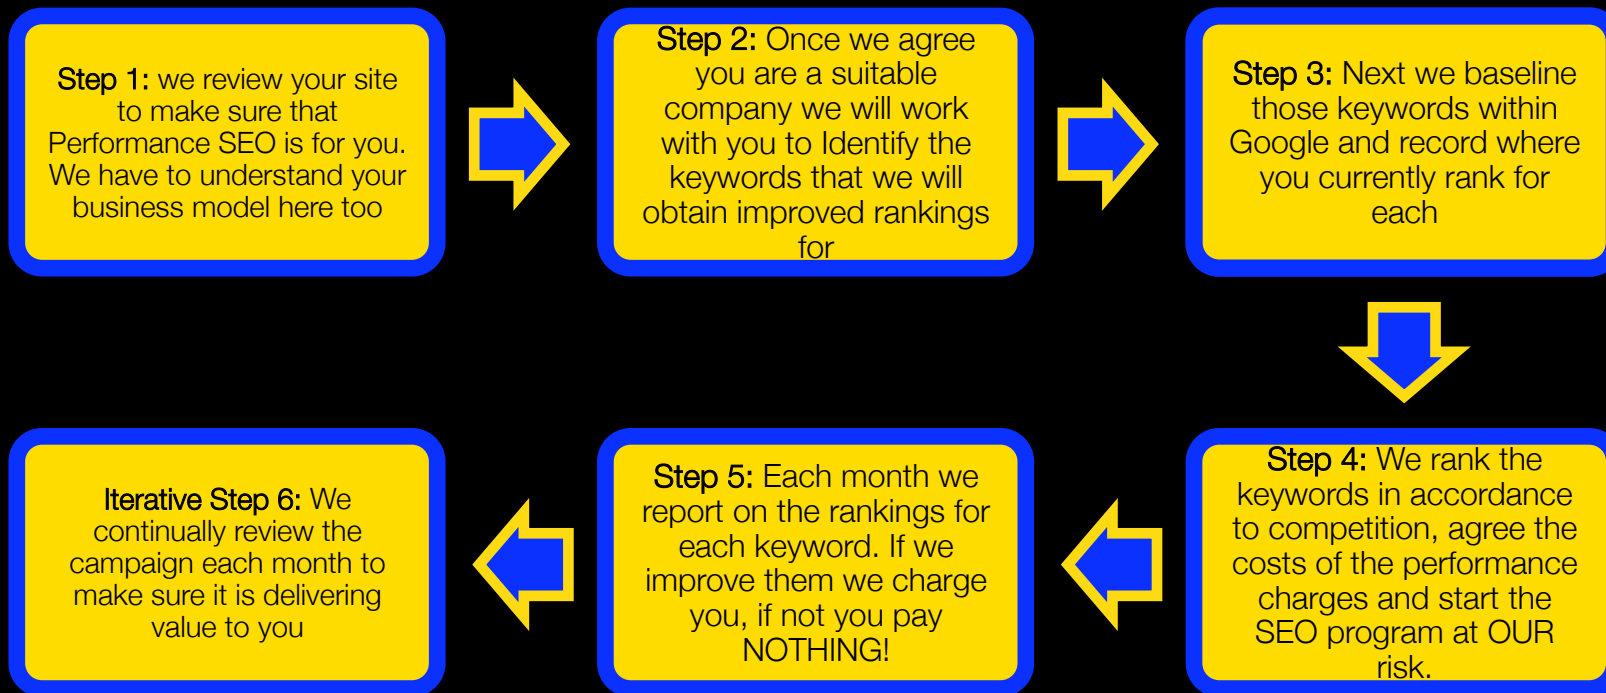 Step 1: we review your site
to make sure that
Performance SEO is for you.
We have to understand your
business model here too
Step 2: Once we agree
you are a suitable
company we will work
with you to Identify the
keywords that we will
obtain improved rankings
for
Step 3: Next we baseline
those keywords within
Google and record where
you currently rank for
each
Step 4: We rank the
keywords in accordance
to competition, agree the
costs of the performance
charges and start the
SEO program at OUR
risk.
Step 5: Each month we
report on the rankings for
each keyword. If we
improve them we charge
you, if not you pay
NOTHING!
Iterative Step 6: We
continually review the
campaign each month to
make sure it is delivering
value to you